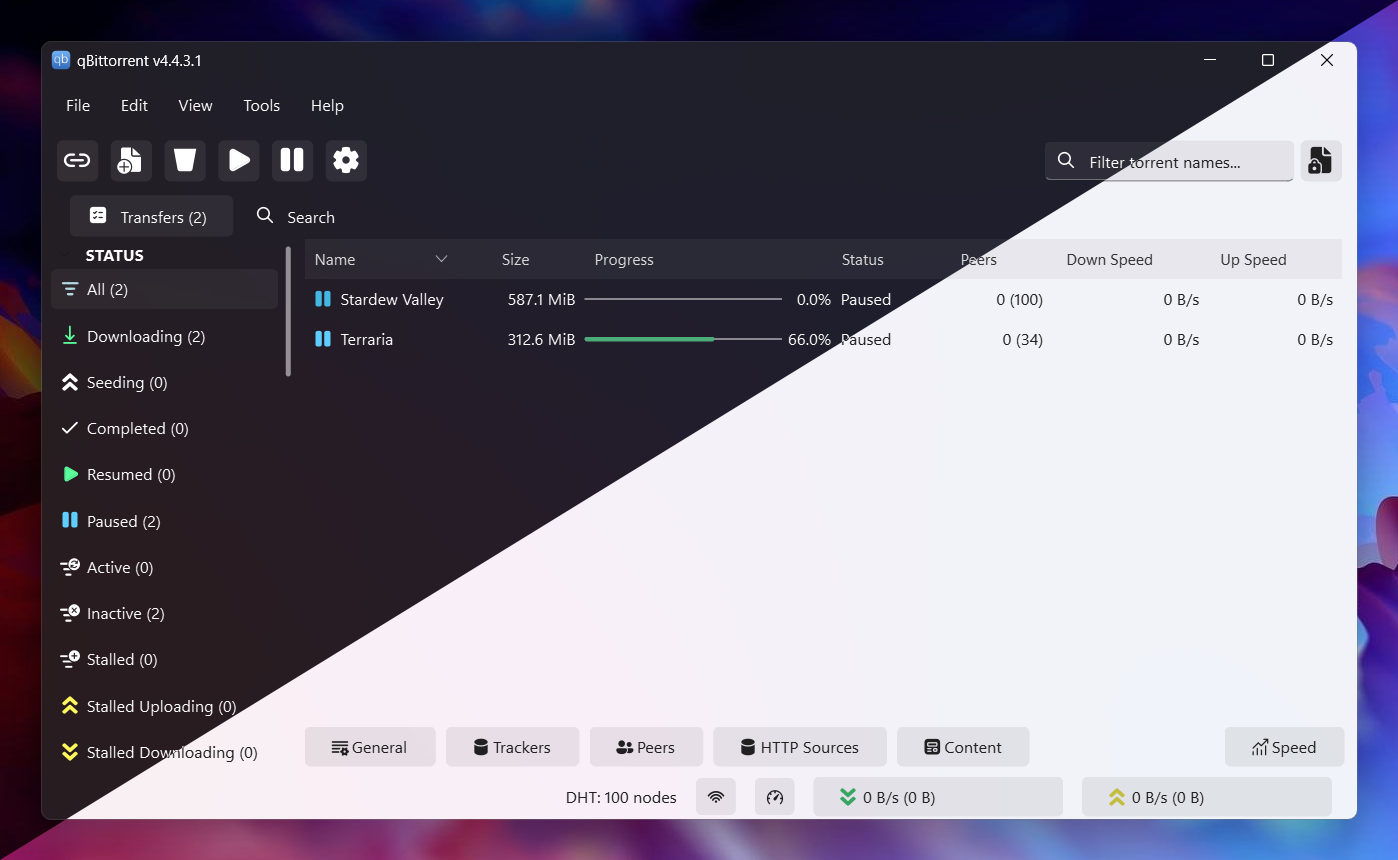 qb qBittorrent v4.4.3.1
File Edit View Tools Help
Filter torrent names...
Transfers (2) Search
STATUS
All (2)
Downloading (2)
Seeding (0)
Completed (0)
Resumed (0)
Paused (2)
Active (0)
Inactive (2)
Stalled (0)
Stalled Uploading (0)
Stalled Downloading (0)
Name Size Progress Status Peers Down Speed Up Speed
Stardew Valley 587.1 MiB 0.0% Paused 0 (100) 0 B/s 0 B/s
Terraria 312.6 MiB 66.0% Paused 0 (34) 0 B/s 0 B/s
General Trackers Peers HTTP Sources Content Speed
DHT: 100 nodes 0 B/s (0 B) 0 B/s (0 B)